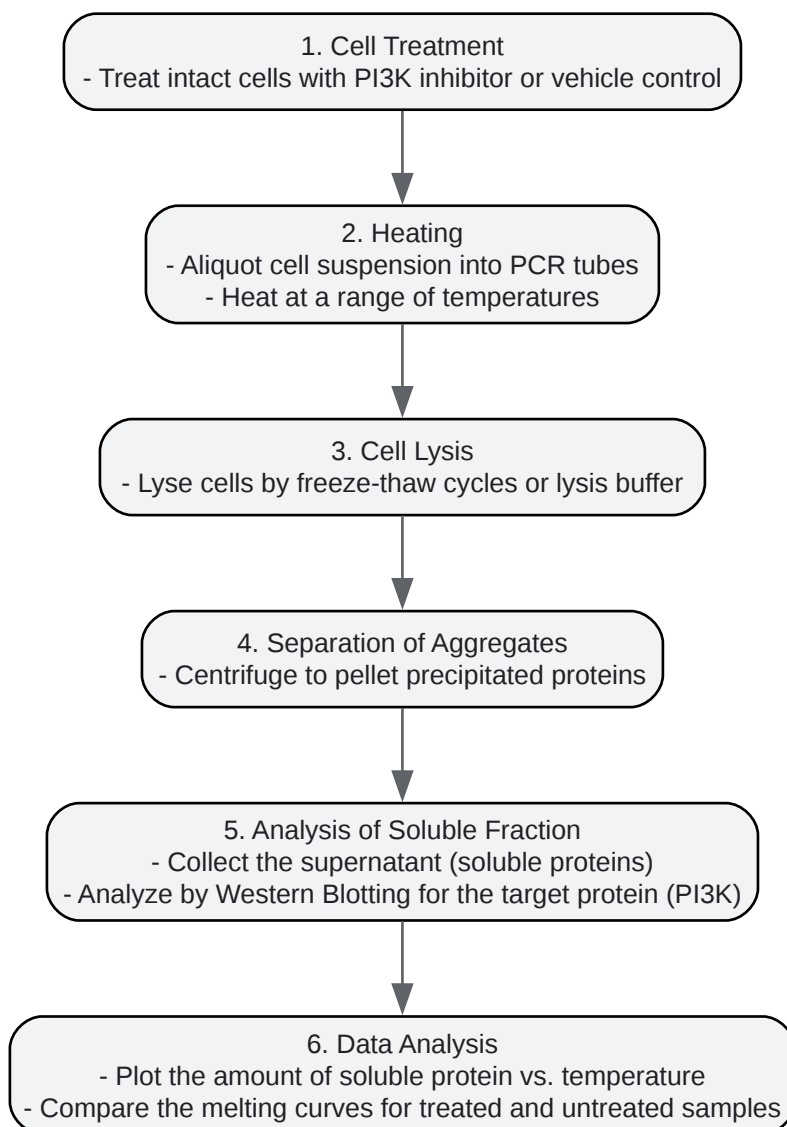 1. Cell Treatment
- Treat intact cells with PI3K inhibitor or vehicle control
2. Heating
- Aliquot cell suspension into PCR tubes
- Heat at a range of temperatures
3. Cell Lysis
- Lyse cells by freeze-thaw cycles or lysis buffer
4. Separation of Aggregates
- Centrifuge to pellet precipitated proteins
5. Analysis of Soluble Fraction
- Collect the supernatant (soluble proteins)
- Analyze by Western Blotting for the target protein (PI3K)
6. Data Analysis
- Plot the amount of soluble protein vs. temperature
- Compare the melting curves for treated and untreated samples